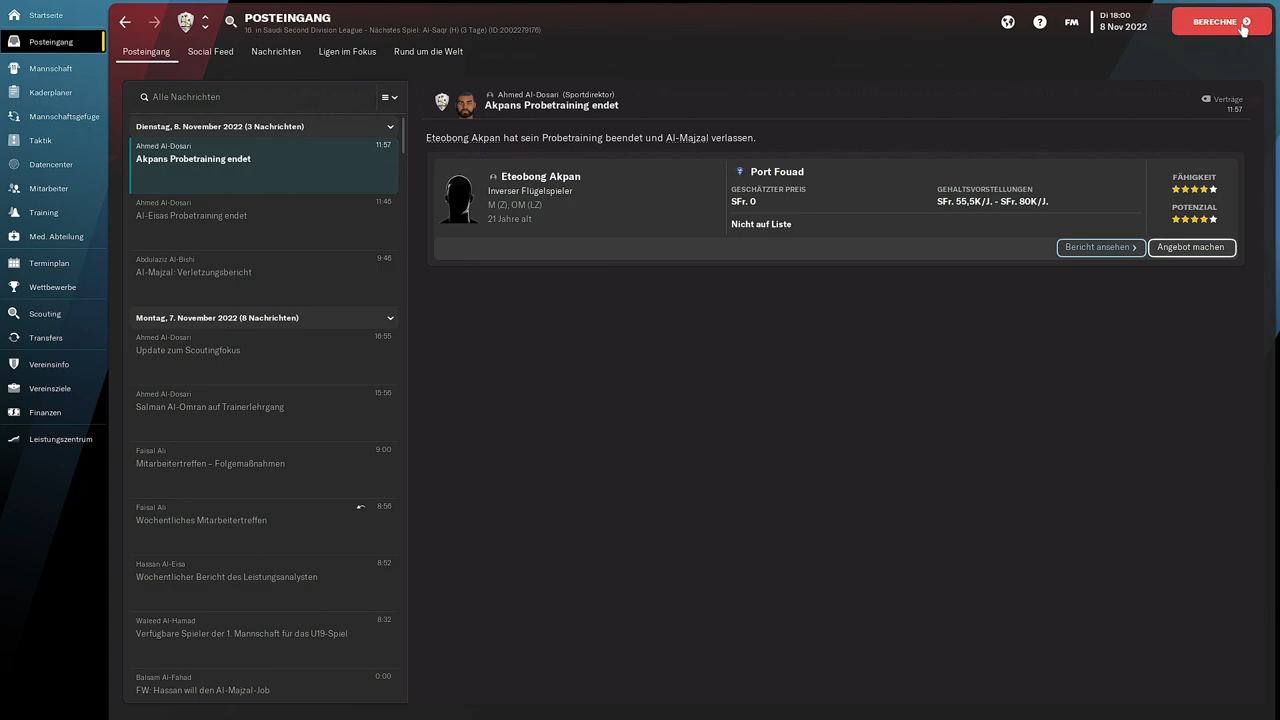 Startseite
Posteingang
Mannschaft
Kaderplaner
Mannschaftsgefüge
Taktik
Datencenter
Mitarbeiter
Training
Med. Abteilung
Terminplan
Wettbewerbe
Scouting
Transfers
Vereinsinfo
Vereinsziele
Finanzen
Leistungszentrum
POSTEINGANG
16. in Saudi Second Division League - Nächstes Spiel: Al-Saqr (H) (3 Tage) (ID:2002279176)
FM
Di 18:00
8 Nov 2022
BERECHNE
Posteingang
Social Feed
Nachrichten
Ligen im Fokus
Rund um die Welt
Alle Nachrichten
Dienstag, 8. November 2022 (3 Nachrichten)
Ahmed Al-Dosari 11:57
Akpans Probetraining endet
Ahmed Al-Dosari 11:46
Al-Eisas Probetraining endet
Abdulaziz Al-Bishi 9:46
Al-Majzal: Verletzungsbericht
Montag, 7. November 2022 (8 Nachrichten)
Ahmed Al-Dosari 16:55
Update zum Scoutingfokus
Ahmed Al-Dosari 15:56
Salman Al-Omran auf Trainerlehrgang
Faisal Ali 9:00
Mitarbeitertreffen – Folgemaßnahmen
Faisal Ali 8:56
Wöchentliches Mitarbeitertreffen
Hassan Al-Eisa 8:52
Wöchentlicher Bericht des Leistungsanalysten
Waleed Al-Hamad 8:32
Verfügbare Spieler der 1. Mannschaft für das U19-Spiel
Balsam Al-Fahad 0:00
FW: Hassan will den Al-Majzal-Job
Ahmed Al-Dosari (Sportdirektor)
Akpans Probetraining endet
Verträge
11:57
Eteobong Akpan hat sein Probetraining beendet und Al-Majzal verlassen.
Eteobong Akpan
Inverser Flügelspieler
M (Z), OM (LZ)
21 Jahre alt
Port Fouad
GESCHÄTZTER PREIS
SFr. 0
GEHALTSVORSTELLUNGEN
SFr. 55,5K/J. - SFr. 80K/J.
Nicht auf Liste
FÄHIGKEIT
POTENZIAL
Bericht ansehen
Angebot machen